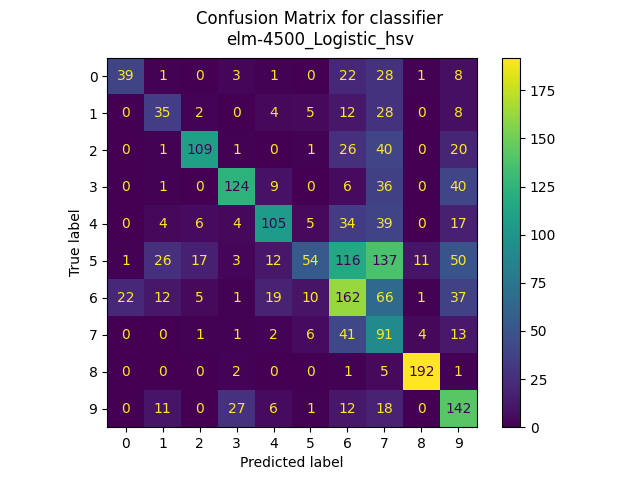 Confusion Matrix for classifier
elm-4500_Logistic_hsv
0 39 1 0 3 1 0 22 28 1 8
1 0 35 2 0 4 5 12 28 0 8
2 0 1 109 1 0 1 26 40 0 20
3 0 1 0 124 9 0 6 36 0 40
4 0 4 6 4 105 5 34 39 0 17
5 1 26 17 3 12 54 116 137 11 50
6 22 12 5 1 19 10 162 66 1 37
7 0 0 1 1 2 6 41 91 4 13
8 0 0 0 2 0 0 1 5 192 1
9 0 11 0 27 6 1 12 18 0 142
0 1 2 3 4 5 6 7 8 9
Predicted label
True label
175
150
125
100
75
50
25
0